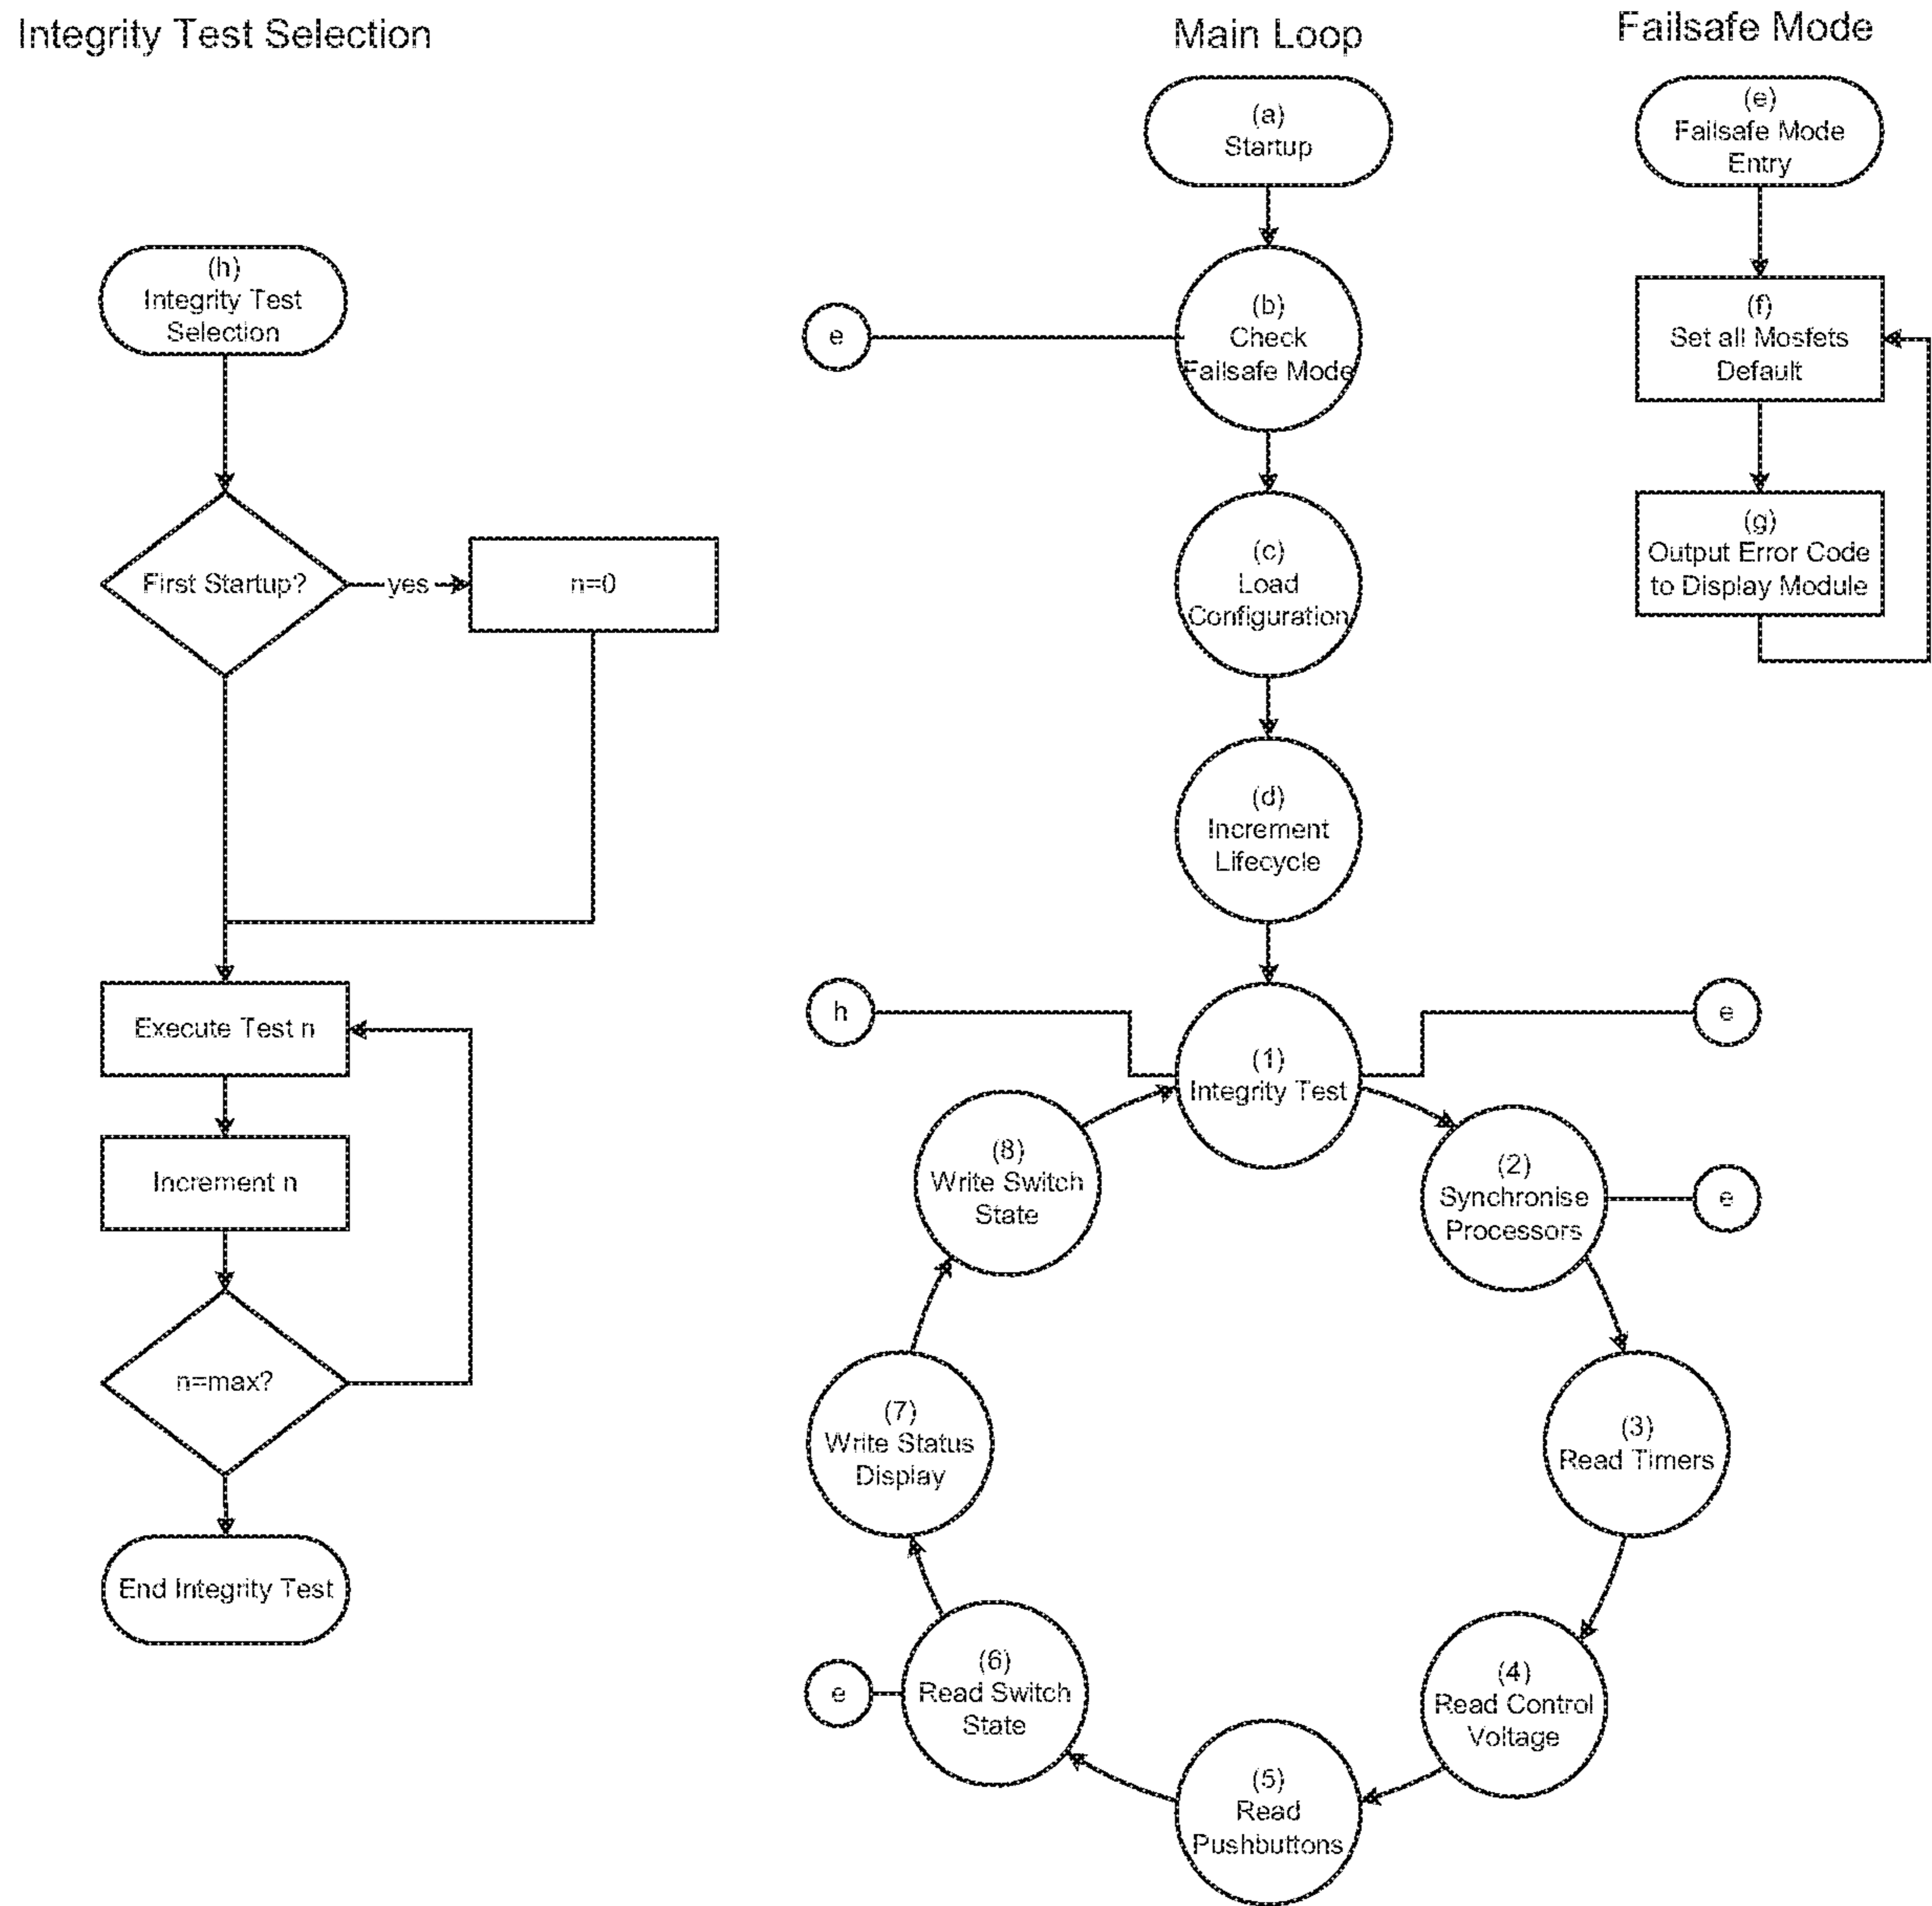 Integrity Test Selection
(h)
Integrity Test
Selection
First Startup?
yes
n=0
Execute Test n
Increment n
n=max?
End Integrity Test
Main Loop
(a)
Startup
(b)
Check
Failsafe Mode
e
(c)
Load
Configuration
(d)
Increment
Lifecycle
h
(1)
Integrity Test
e
(2)
Synchronise
Processors
e
(3)
Read Timers
(4)
Read Control
Voltage
(5)
Read
Pushbuttons
(6)
Read Switch
State
e
(7)
Write Status
Display
(8)
Write Switch
State
Failsafe Mode
(e)
Failsafe Mode
Entry
(f)
Set all Mosfets
Default
(g)
Output Error Code
to Display Module